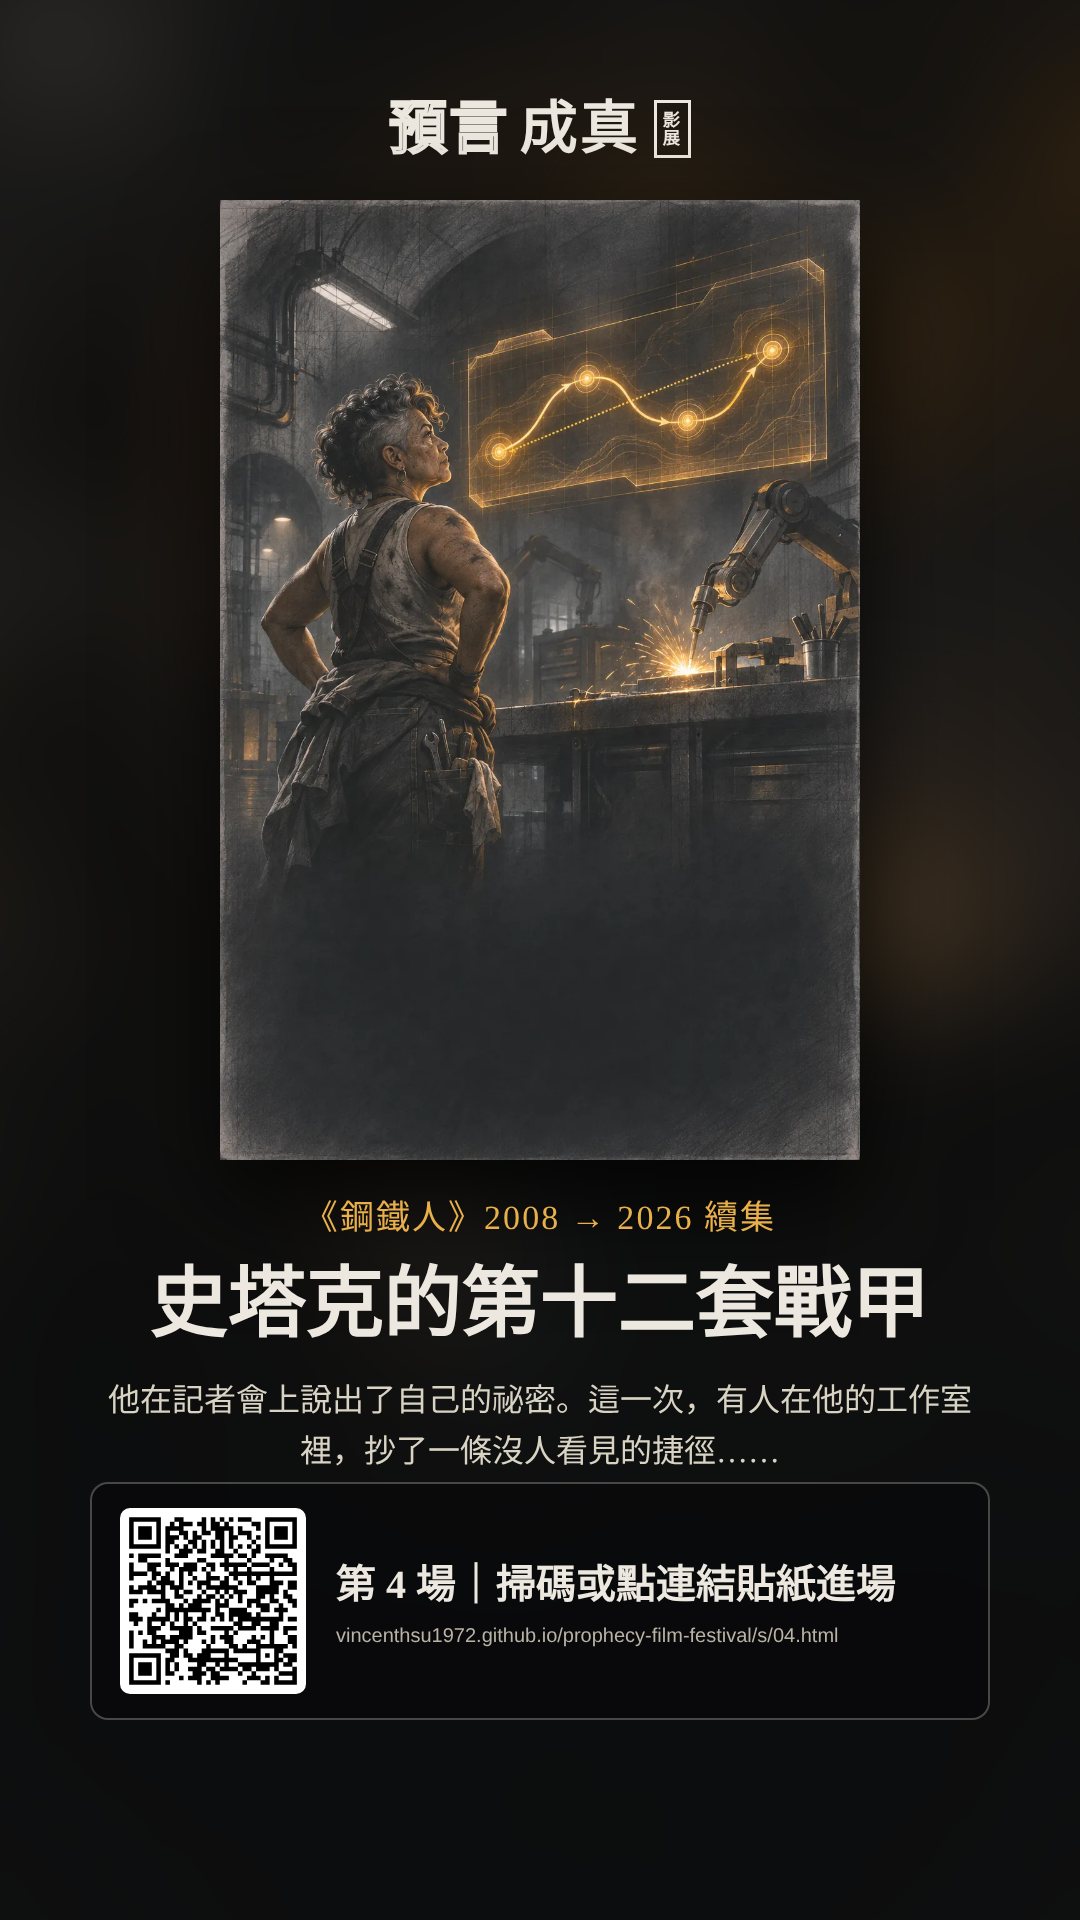 預言成真 影展
《鋼鐵人》2008 → 2026 續集
史塔克的第十二套戰甲
他在記者會上說出了自己的祕密。這一次，有人在他的工作室
裡，抄了一條沒人看見的捷徑……
第 4 場｜掃碼或點連結貼紙進場
vincenthsu1972.github.io/prophecy-film-festival/s/04.html